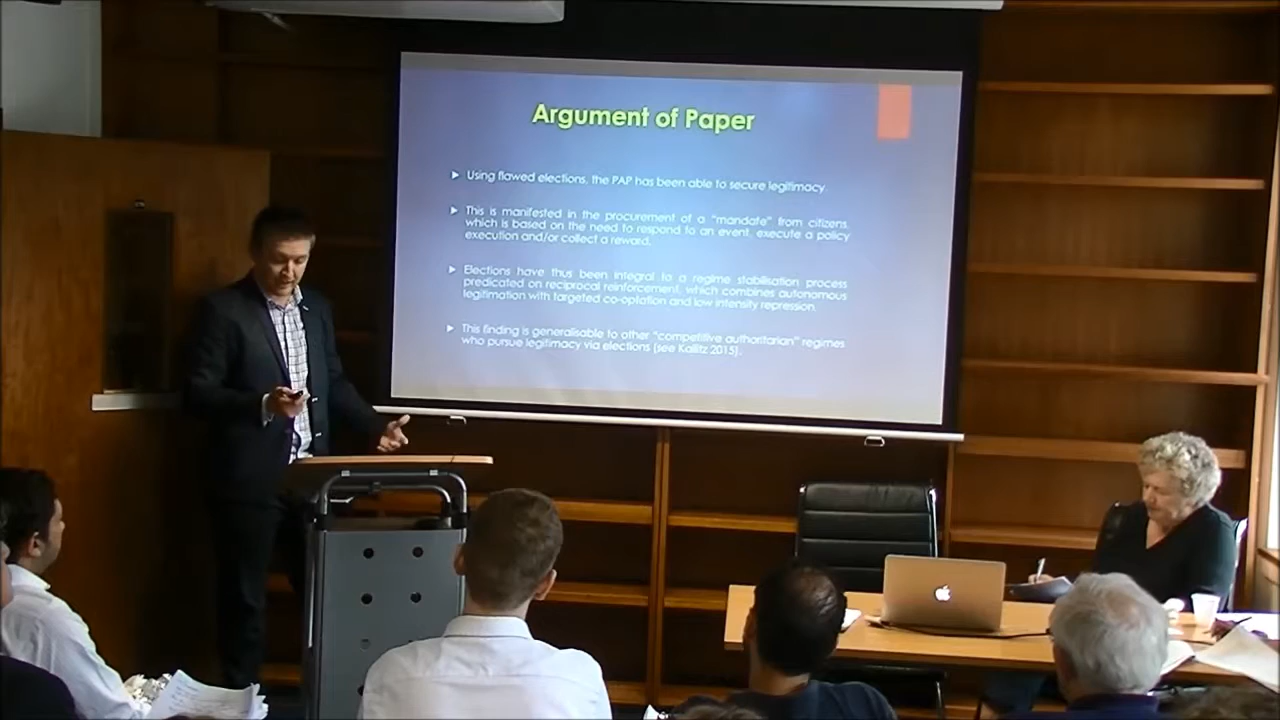 Argument of Paper
Using flawed elections, the PAP has been able to secure legitimacy
This is manifested in the procurement of a "mandate" from citizens,
which is based on the need to respond to an event, execute a policy
execution and/or collect a reward.
Elections have thus been integral to a regime stabilisation process
predicated on reciprocal reinforcement, which combines autonomous
legitimation with targeted co-optation and low intensity repression.
This finding is generalisable to other "competitive authoritarian" regimes
who pursue legitimacy via elections (see Kailitz 2015).